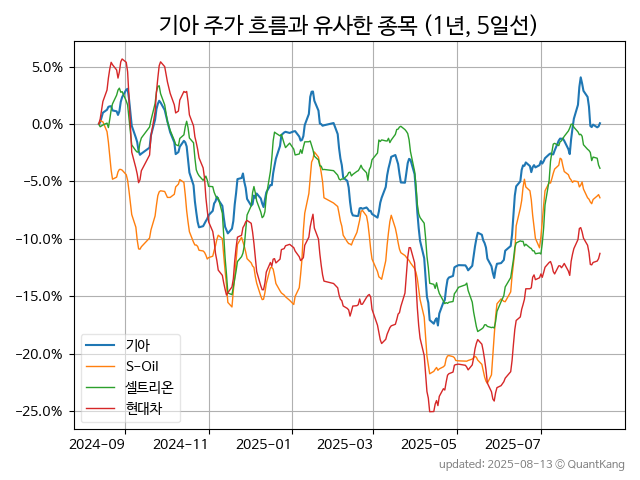 기아 주가 흐름과 유사한 종목 (1년, 5일선)
5.0%
0.0%
−5.0%
−10.0%
−15.0%
−20.0%
−25.0%
기아
S-Oil
셀트리온
현대차
2024-09 2024-11 2025-01 2025-03 2025-05 2025-07
updated: 2025-08-13 © QuantKang